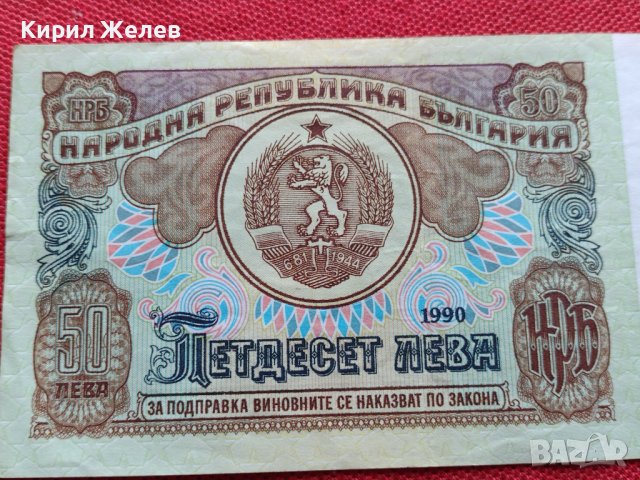 Кирил Желев
НРБ
50
НАРОДНА РЕПУБЛИКА БЪЛГАРИЯ
681 1944
1990
50
ЛЕВА
ПЕТДЕСЕТ ЛЕВА
НРБ
ЗА ПОДПРАВКА ВИНОВНИТЕ СЕ НАКАЗВАТ ПО ЗАКОНА
BAZAR